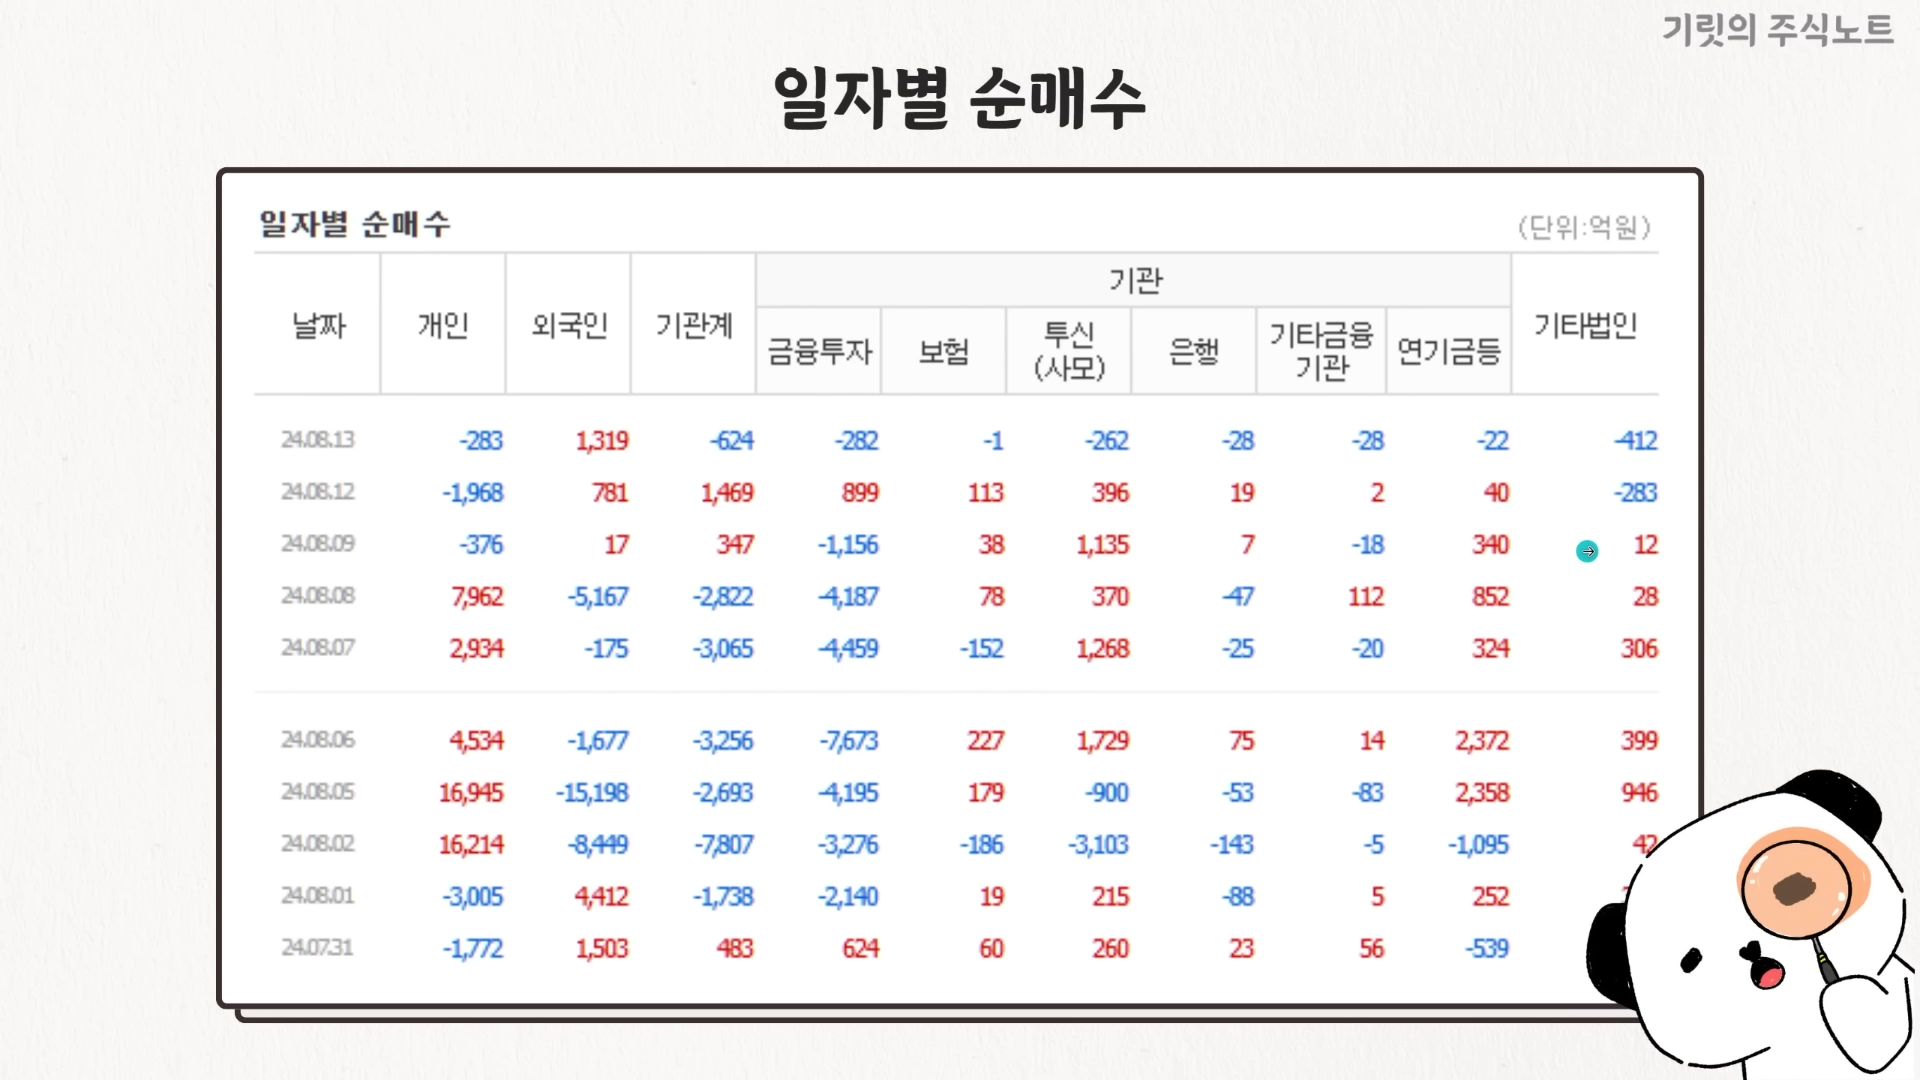 기릿의 주식노트
일자별 순매수
일자별 순매수
(단위:억원)
날짜 개인 외국인 기관계 기관 기타법인
금융투자 보험 투신 (사모) 은행 기타금융 기관 연기금등
24.08.13 -283 1,319 -624 -282 -1 -262 -28 -28 -22 -412
24.08.12 -1,968 781 1,469 899 113 396 19 2 40 -283
24.08.09 -376 17 347 -1,156 38 1,135 7 -18 340 12
24.08.08 7,962 -5,167 -2,822 -4,187 78 370 -47 112 852 28
24.08.07 2,934 -175 -3,065 -4,459 -152 1,268 -25 -20 324 306
24.08.06 4,534 -1,677 -3,256 -7,673 227 1,729 75 14 2,372 399
24.08.05 16,945 -15,198 -2,693 -4,195 179 -900 -53 -83 2,358 946
24.08.02 16,214 -8,449 -7,807 -3,276 -186 -3,103 -143 -5 -1,095 42
24.08.01 -3,005 4,412 -1,738 -2,140 19 215 -88 5 252
24.07.31 -1,772 1,503 483 624 60 260 23 56 -539